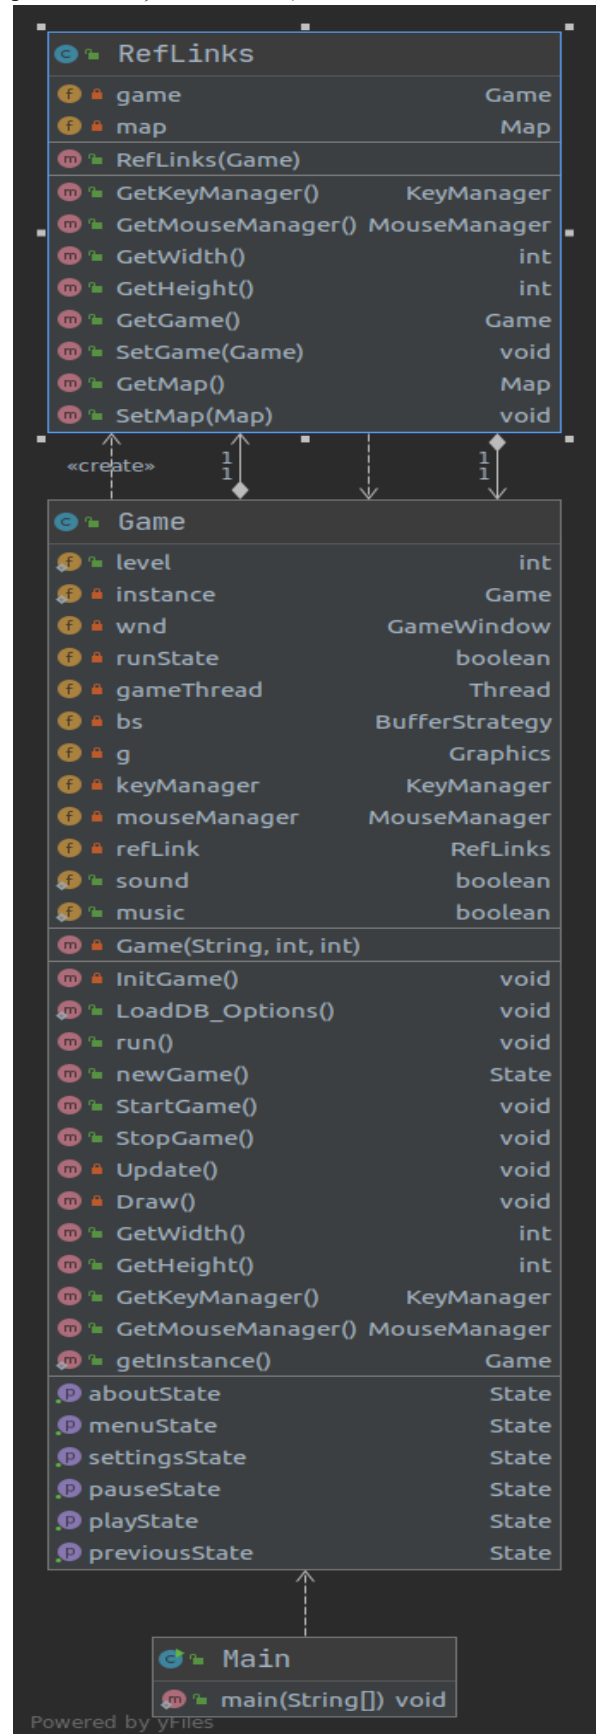 RefLinks
game Game
map Map
RefLinks(Game)
GetKeyManager() KeyManager
GetMouseManager() MouseManager
GetWidth() int
GetHeight() int
GetGame() Game
SetGame(Game) void
GetMap() Map
SetMap(Map) void
«create» 1 1
1 1
Game
level int
instance Game
wnd GameWindow
runState boolean
gameThread Thread
bs BufferStrategy
g Graphics
keyManager KeyManager
mouseManager MouseManager
refLink RefLinks
sound boolean
music boolean
Game(String, int, int)
InitGame() void
LoadDB_Options() void
run() void
newGame() State
StartGame() void
StopGame() void
Update() void
Draw() void
GetWidth() int
GetHeight() int
GetKeyManager() KeyManager
GetMouseManager() MouseManager
getInstance() Game
aboutState State
menuState State
settingsState State
pauseState State
playState State
previousState State
Main
main(String[]) void
Powered by yFiles